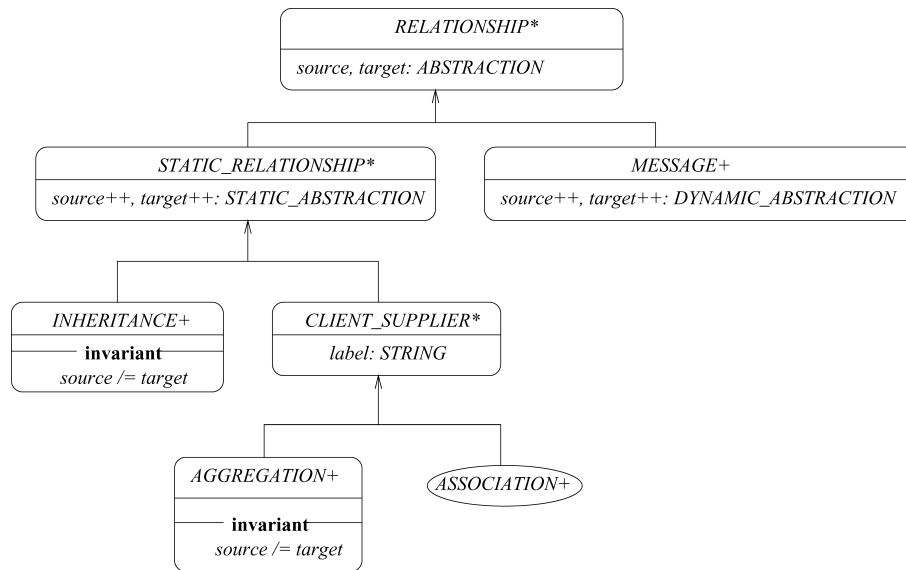 RELATIONSHIP*
source, target: ABSTRACTION
STATIC_RELATIONSHIP*
source++, target++: STATIC_ABSTRACTION
MESSAGE+
source++, target++: DYNAMIC_ABSTRACTION
INHERITANCE+
invariant
source /= target
CLIENT_SUPPLIER*
label: STRING
AGGREGATION+
invariant
source /= target
ASSOCIATION+